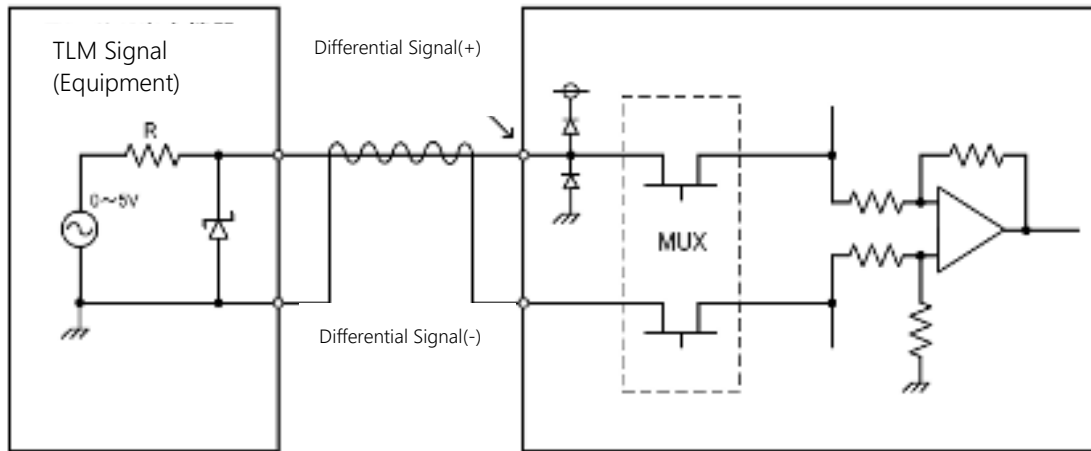 TLM Signal
(Equipment)
Differential Signal(+)
R
0～5V
MUX
Differential Signal(-)